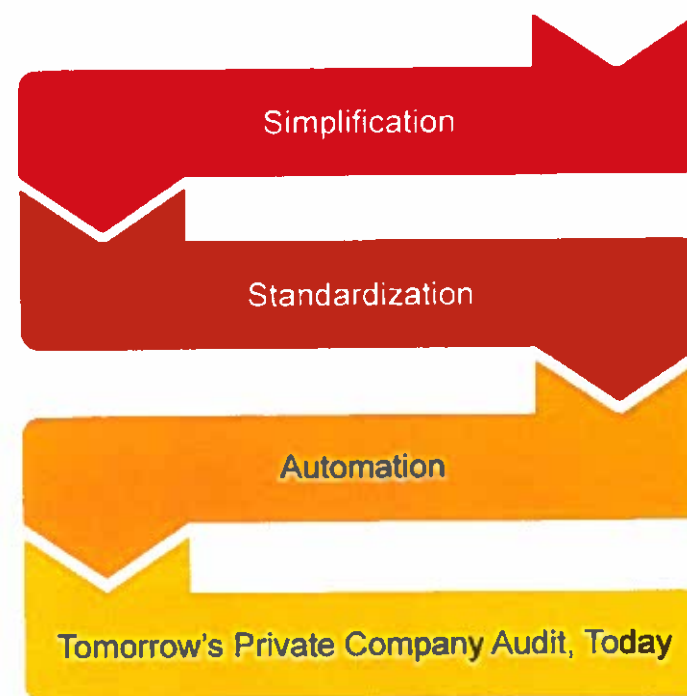 Simplification
Standardization
Automation
Tomorrow's Private Company Audit, Today